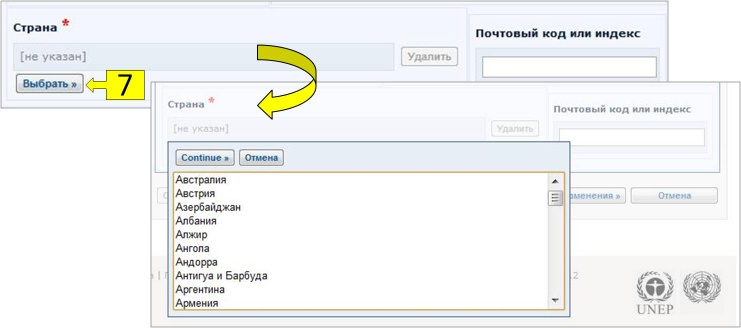 Страна *
[не указан]
Удалить
Почтовый код или индекс
Выбрать »
7
Страна *
[не указан]
Удалить
Почтовый код или индекс
Continue »
Отмена
Австралия
Австрия
Азербайджан
Албания
Алжир
Ангола
Андорра
Антигуа и Барбуда
Аргентина
Армения
Отмена
UNEP